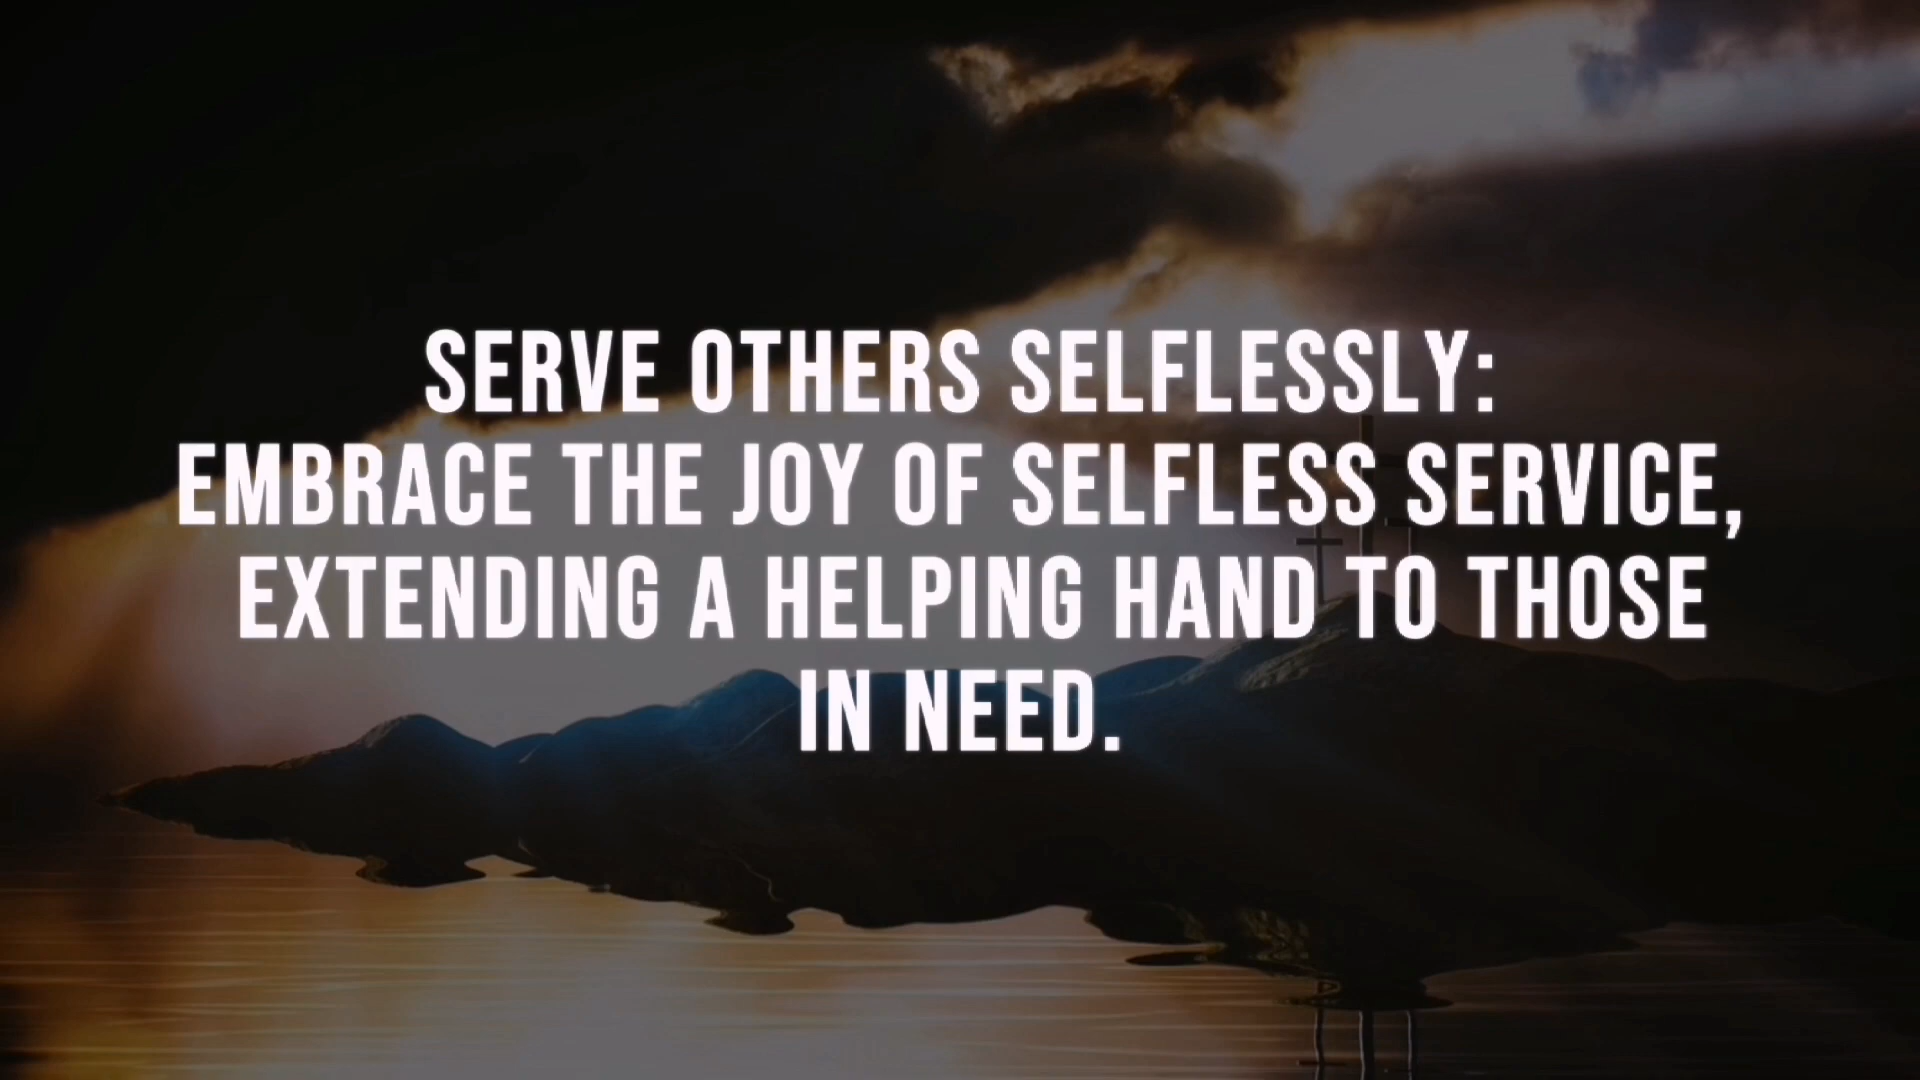 SERVE OTHERS SELFLESSLY:
EMBRACE THE JOY OF SELFLESS SERVICE,
EXTENDING A HELPING HAND TO THOSE
IN NEED.